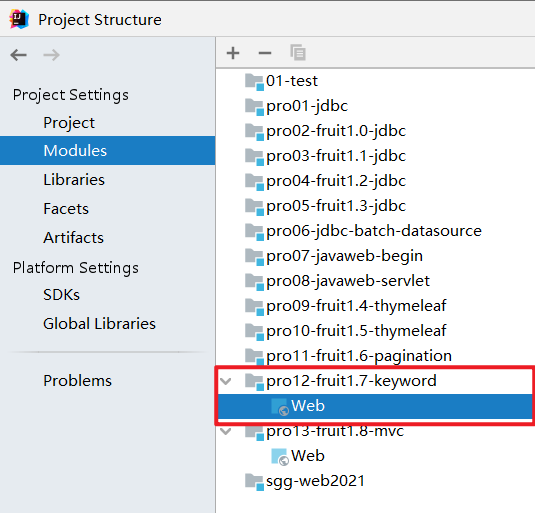 Project Structure
Project Settings
Project
Modules
Libraries
Facets
Artifacts
Platform Settings
SDKs
Global Libraries
Problems
01-test
pro01-jdbc
pro02-fruit1.0-jdbc
pro03-fruit1.1-jdbc
pro04-fruit1.2-jdbc
pro05-fruit1.3-jdbc
pro06-jdbc-batch-datasource
pro07-javaweb-begin
pro08-javaweb-servlet
pro09-fruit1.4-thymeleaf
pro10-fruit1.5-thymeleaf
pro11-fruit1.6-pagination
pro12-fruit1.7-keyword
Web
pro13-fruit1.8-mvc
Web
sgg-web2021